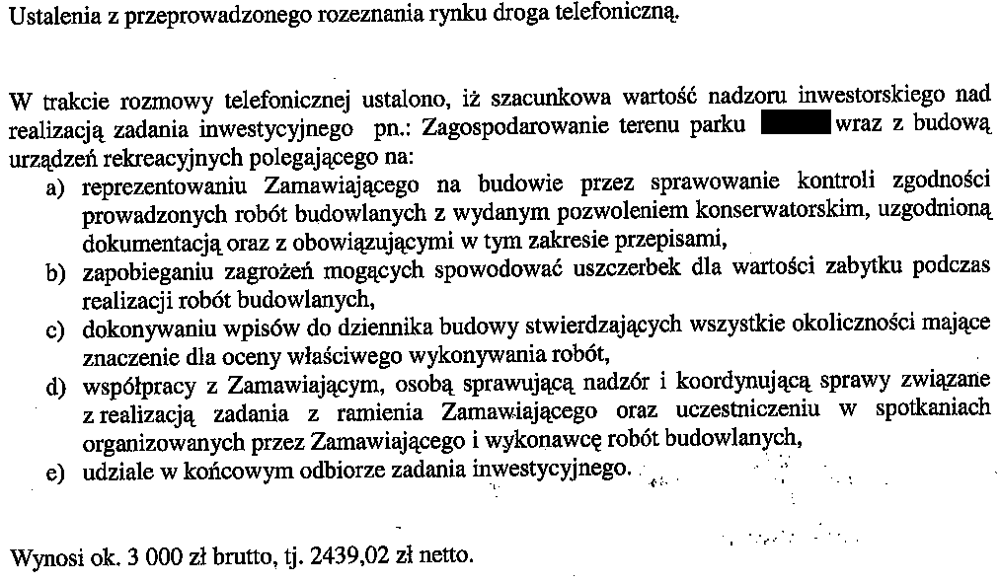 Ustalenia z przeprowadzonego rozeznania rynku droga telefoniczną.
W trakcie rozmowy telefonicznej ustalono, iż szacunkowa wartość nadzoru inwestorskiego nad
realizacją zadania inwestycyjnego pn.: Zagospodarowanie terenu parku wraz z budową
urządzeń rekreacyjnych polegającego na:
a) reprezentowaniu Zamawiającego na budowie przez sprawowanie kontroli zgodności
prowadzonych robót budowlanych z wydanym pozwoleniem konserwatorskim, uzgodnioną
dokumentacją oraz z obowiązującymi w tym zakresie przepisami,
b) zapobieganiu zagrożeń mogących spowodować uszczerbek dla wartości zabytku podczas
realizacji robót budowlanych,
c) dokonywaniu wpisów do dziennika budowy stwierdzających wszystkie okoliczności mające
znaczenie dla oceny właściwego wykonywania robót,
d) współpracy z Zamawiającym, osobą sprawującą nadzór i koordynującą sprawy związane
z realizacją zadania z ramienia Zamawiającego oraz uczestniczeniu w spotkaniach
organizowanych przez Zamawiającego i wykonawcę robót budowlanych,
e) udziale w końcowym odbiorze zadania inwestycyjnego.
Wynosi ok. 3 000 zł brutto, tj. 2439,02 zł netto.